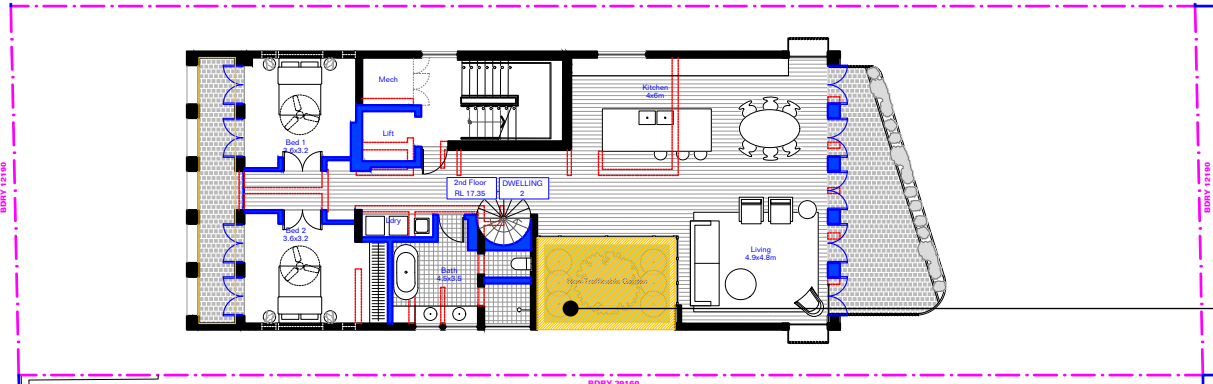 Mech
Kitchen
4x6m
Lift
Bed 1
3.6x3.2
2nd Floor
RL 17.35
DWELLING
2
BDRY 12190
BDRY 12190
Ldry
Bed 2
3.6x3.2
Bath
4.5x3.5
Living
4.9x4.8m
Non-Trafficable Garden
BDRY 39160